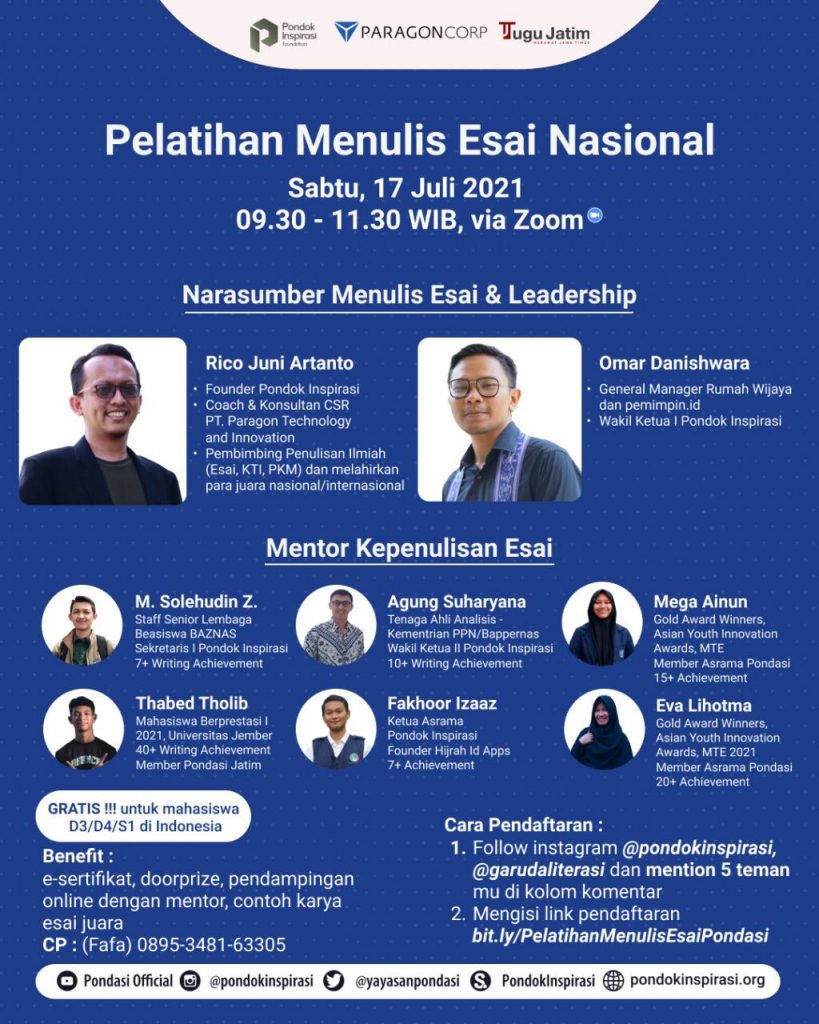 Pondok
Inspirasi
Foundation
PARAGONCORP
Tugu Jatim
MERAWAT JAWA TIMUR
Pelatihan Menulis Esai Nasional
Sabtu, 17 Juli 2021
09.30 - 11.30 WIB, via Zoom
Narasumber Menulis Esai & Leadership
Rico Juni Artanto
• Founder Pondok Inspirasi
• Coach & Konsultan CSR
PT. Paragon Technology
and Innovation
• Pembimbing Penulisan Ilmiah
(Esai, KTI, PKM) dan melahirkan
para juara nasional/internasional
Omar Danishwara
• General Manager Rumah Wijaya
dan pemimpin.id
• Wakil Ketua I Pondok Inspirasi
Mentor Kepenulisan Esai
M. Solehudin Z.
Staff Senior Lembaga
Beasiswa BAZNAS
Sekretaris I Pondok Inspirasi
7+ Writing Achievement
Agung Suharyana
Tenaga Ahli Analisis -
Kementrian PPN/Bappernas
Wakil Ketua II Pondok Inspirasi
10+ Writing Achievement
Mega Ainun
Gold Award Winners,
Asian Youth Innovation
Awards, MTE
Member Asrama Pondasi
15+ Achievement
Thabed Tholib
Mahasiswa Berprestasi I
2021, Universitas Jember
40+ Writing Achievement
Member Pondasi Jatim
Fakhoor Izaaz
Ketua Asrama
Pondok Inspirasi
Founder Hijrah Id Apps
7+ Achievement
Eva Lihotma
Gold Award Winners,
Asian Youth Innovation
Awards, MTE 2021
Member Asrama Pondasi
20+ Achievement
GRATIS !!! untuk mahasiswa
D3/D4/S1 di Indonesia
Benefit :
e-sertifikat, doorprize, pendampingan
online dengan mentor, contoh karya
esai juara
CP : (Fafa) 0895-3481-63305
Cara Pendaftaran :
1. Follow instagram @pondokinspirasi,
@garudaliterasi dan mention 5 teman
mu di kolom komentar
2. Mengisi link pendaftaran
bit.ly/PelatihanMenulisEsaiPondasi
Pondasi Official @pondokinspirasi @yayasanpondasi PondokInspirasi pondokinspirasi.org